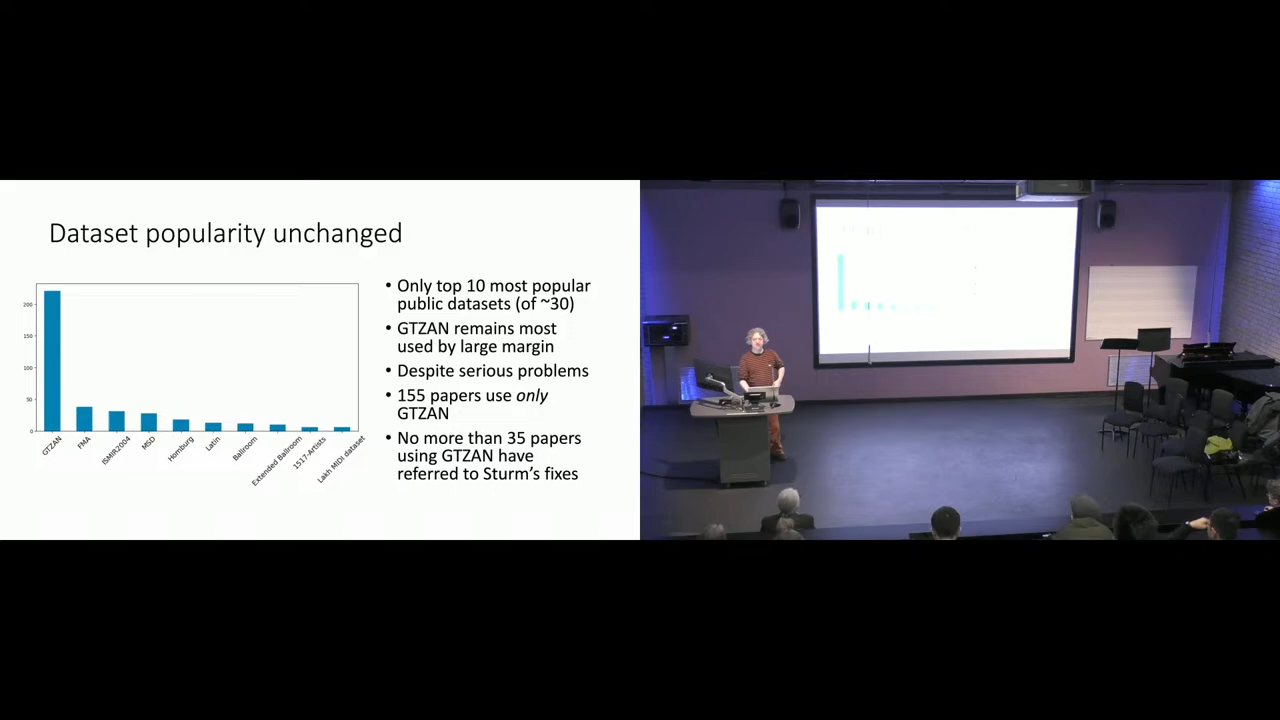 Dataset popularity unchanged
200
150
100
50
0
GTZAN
FMA
ISMIR2004
MSD
Homburg
Latin
Ballroom
Extended Ballroom
1517-Artists
Lakh MIDI dataset
• Only top 10 most popular
public datasets (of ~30)
• GTZAN remains most
used by large margin
• Despite serious problems
• 155 papers use only
GTZAN
• No more than 35 papers
using GTZAN have
referred to Sturm's fixes